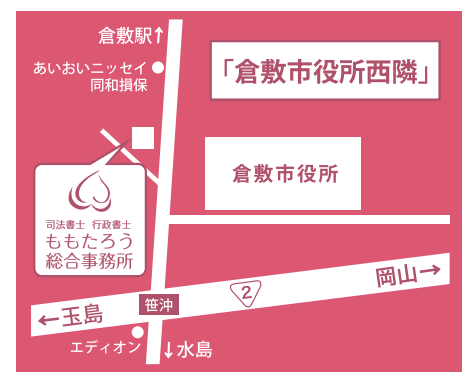 倉敷駅↑
あいおいニッセイ
同和損保
「倉敷市役所西隣」
倉敷市役所
司法書士 行政書士
ももたろう
総合事務所
岡山→
2
笹沖
←玉島
エディオン
↓水島